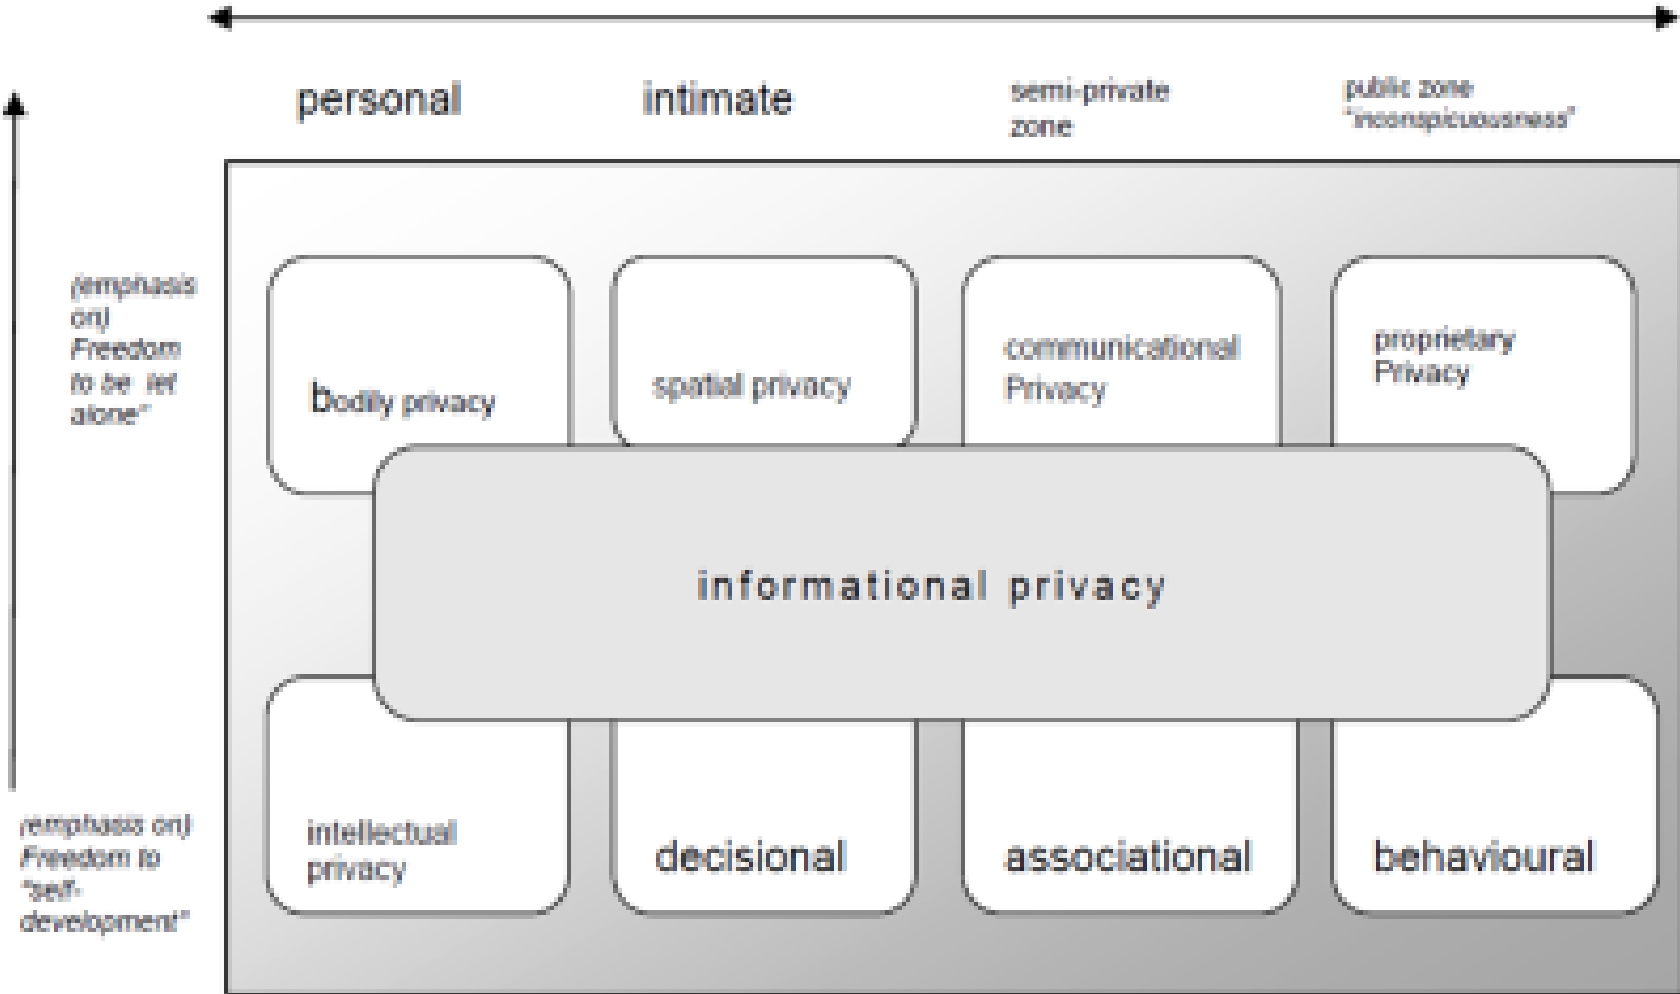 personal
intimate
semi-private
zone
public zone
"inconspicuousness"
(emphasis
on)
Freedom
to be let
alone"
bodily privacy
spatial privacy
communicational
Privacy
proprietary
Privacy
informational privacy
(emphasis on)
Freedom to
"self-
development"
intellectual
privacy
decisional
associational
behavioural